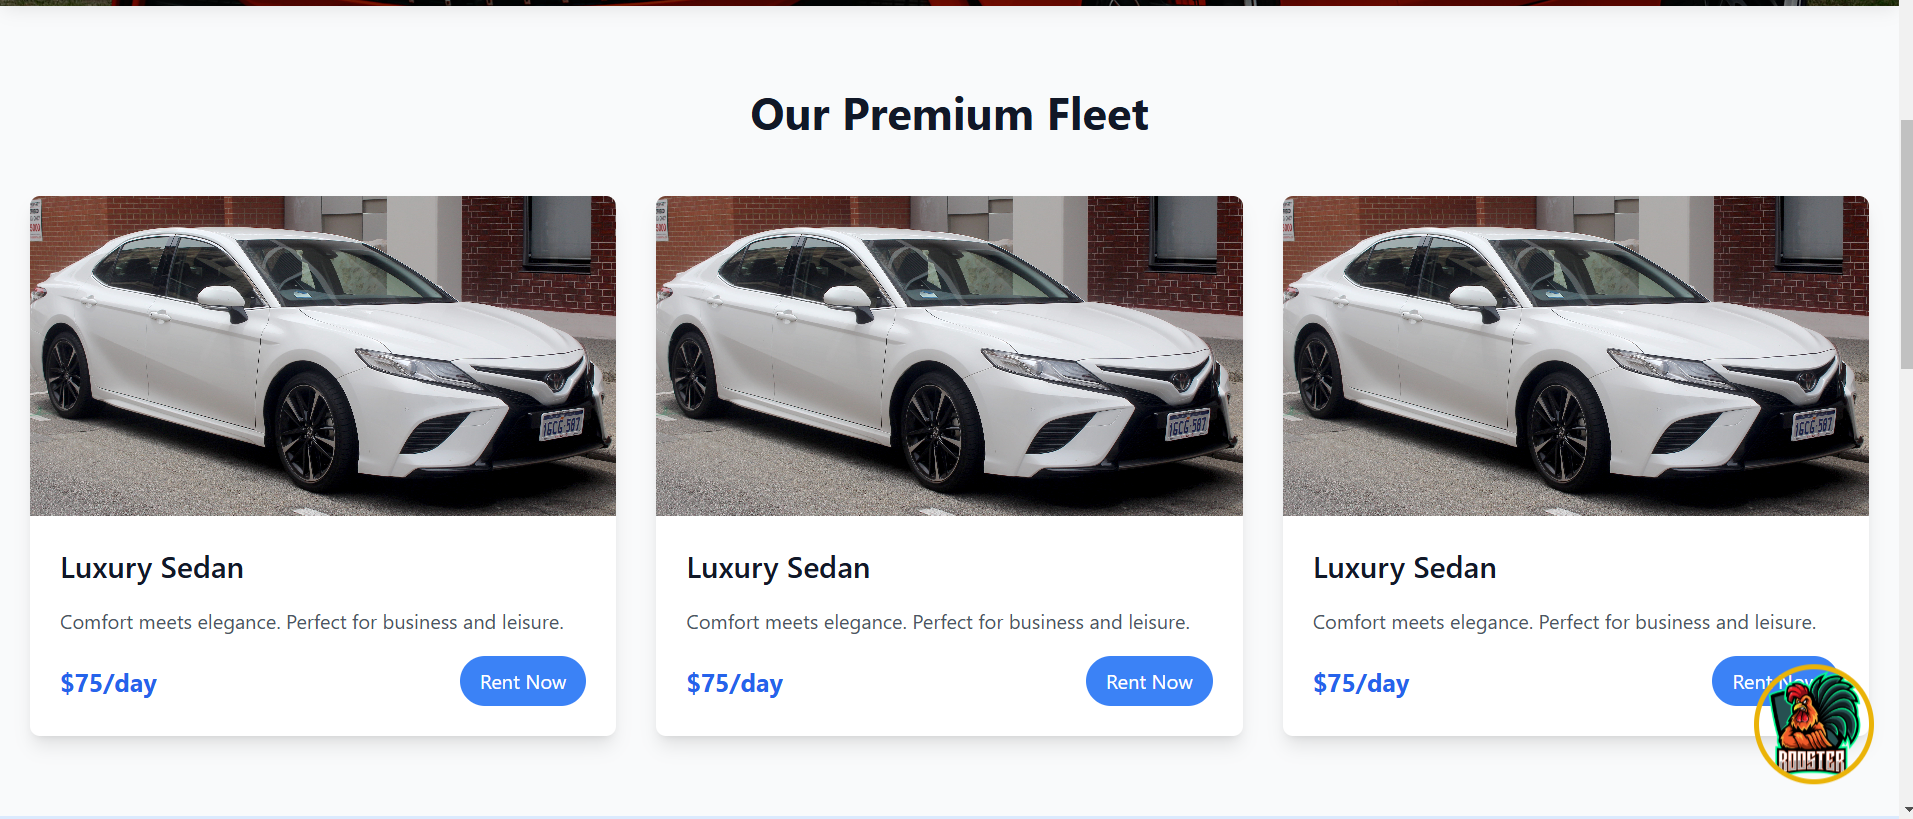 Our Premium Fleet
1GCG 587
1GCG 587
1GCG 587
Luxury Sedan
Luxury Sedan
Luxury Sedan
Comfort meets elegance. Perfect for business and leisure.
Comfort meets elegance. Perfect for business and leisure.
Comfort meets elegance. Perfect for business and leisure.
$75/day
Rent Now
$75/day
Rent Now
$75/day
Rent Now
ROOSTER